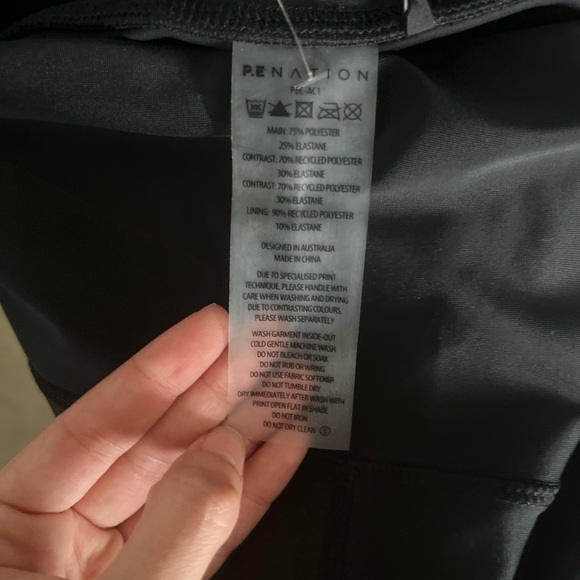 P.E NATION
PEC-AC1
MAIN: 75% POLYESTER
25% ELASTANE
CONTRAST: 70% RECYCLED POLYESTER
30% ELASTANE
CONTRAST: 70% RECYCLED POLYESTER
30% ELASTANE
LINING: 90% RECYCLED POLYESTER
10% ELASTANE
DESIGNED IN AUSTRALIA
MADE IN CHINA
DUE TO SPECIALISED PRINT
TECHNIQUE, PLEASE HANDLE WITH
CARE WHEN WASHING AND DRYING
DUE TO CONTRASTING COLOURS,
PLEASE WASH SEPARATELY
WASH GARMENT INSIDE-OUT
COLD GENTLE MACHINE WASH
DO NOT BLEACH OR SOAK
DO NOT RUB OR WRING
DO NOT USE FABRIC SOFTENER
DO NOT TUMBLE DRY
DRY IMMEDIATELY AFTER WASH WITH
PRINT OPEN FLAT IN SHADE
DO NOT IRON
DO NOT DRY CLEAN